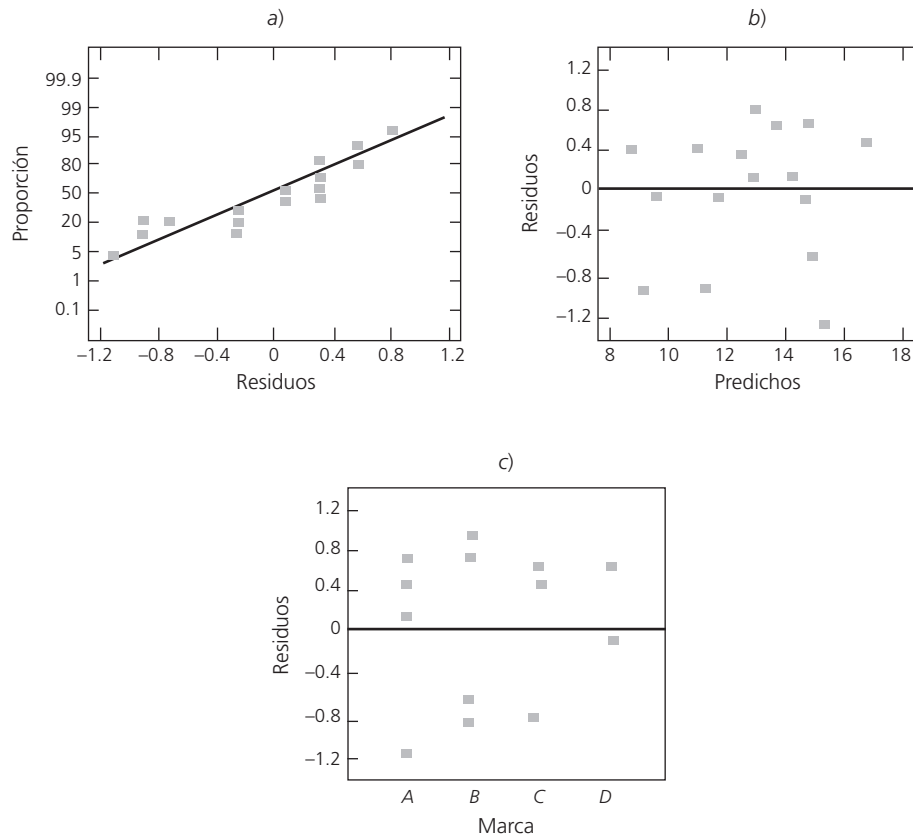 a)
99.9
99
95
80
50
20
5
1
0.1
Proporción
–1.2 –0.8 –0.4 0 0.4 0.8 1.2
Residuos
b)
1.2
0.8
0.4
0
–0.4
–0.8
–1.2
Residuos
8 10 12 14 16 18
Predichos
c)
1.2
0.8
0.4
0
–0.4
–0.8
–1.2
Residuos
A B C D
Marca